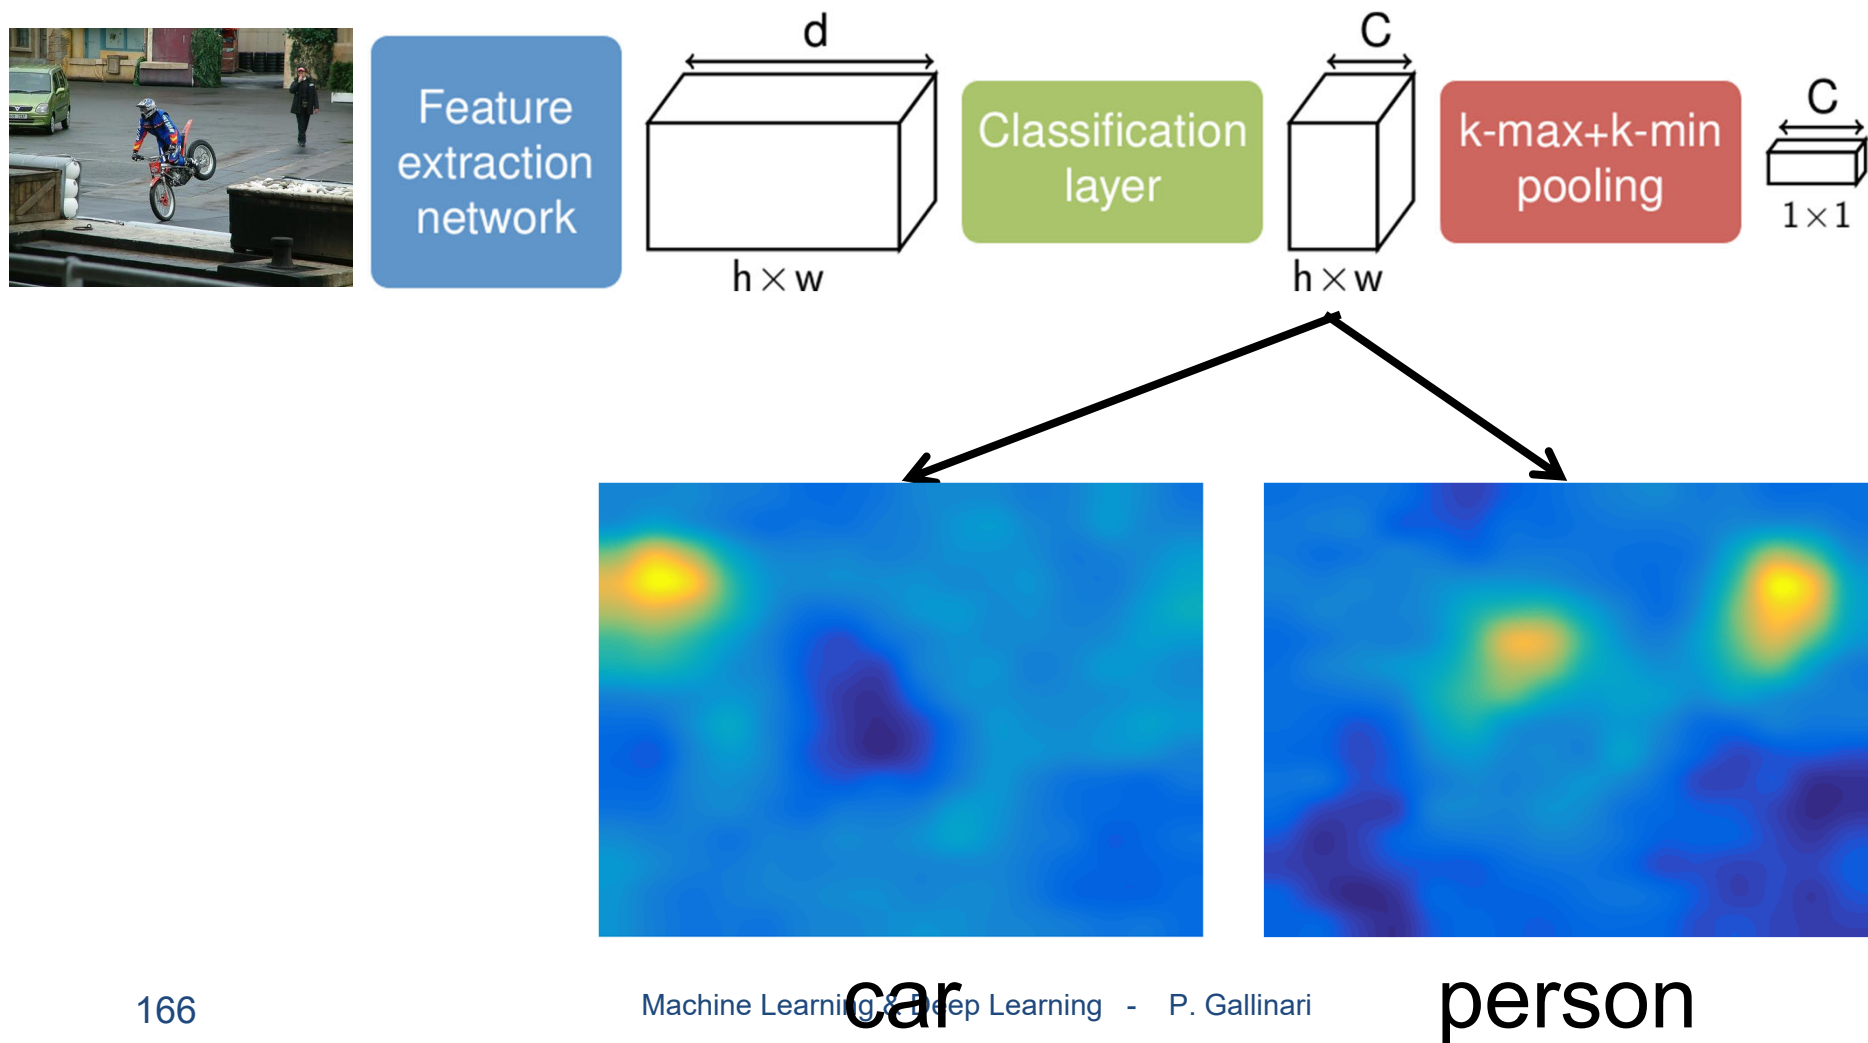 d
C
Feature
extraction
network
Classification
layer
k-max+k-min
pooling
C
h×w
h×w
1×1
car
person
166
Machine Learning & Deep Learning - P. Gallinari